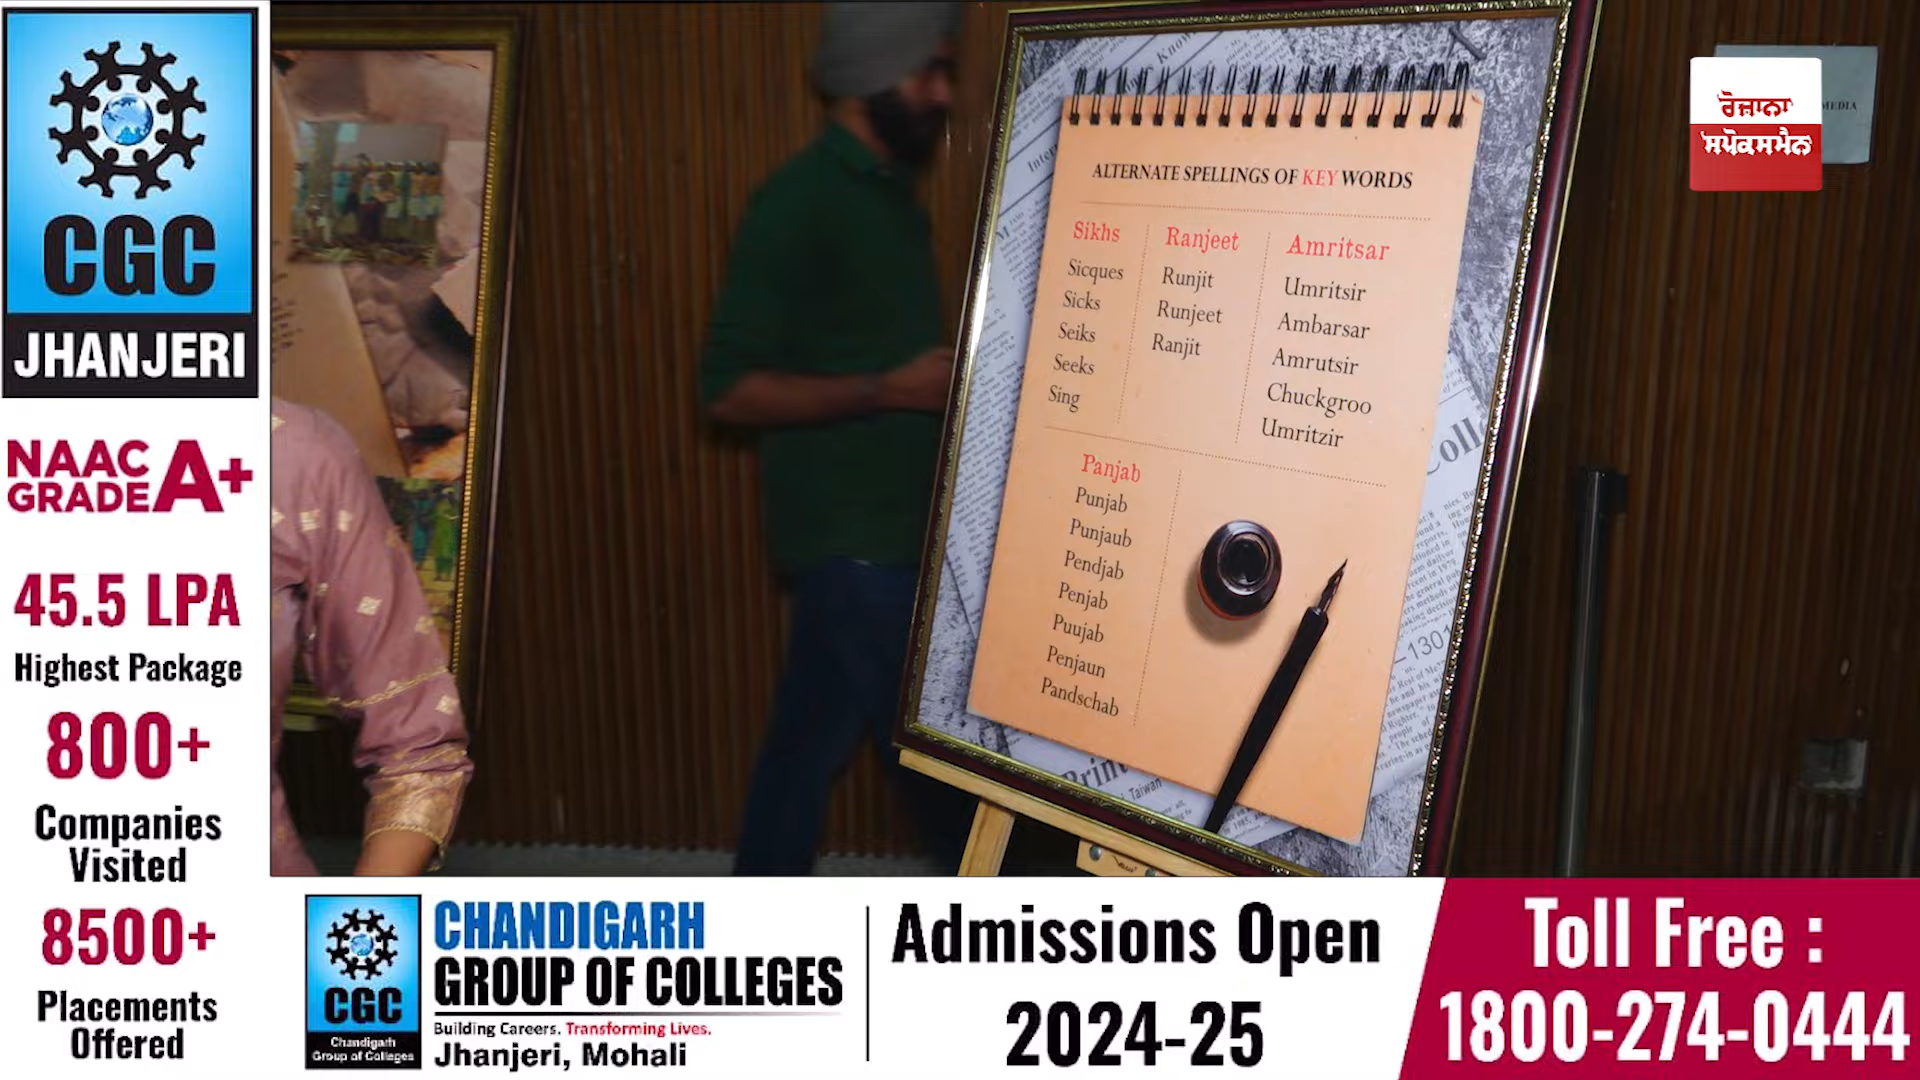 CGC
JHANJERI
NAAC
GRADE A+
45.5 LPA
Highest Package
800+
Companies
Visited
8500+
Placements
Offered
ਰੋਜ਼ਾਨਾ
ਸਪੋਕਸਮੈਨ
MEDIA
Know
ALTERNATE SPELLINGS OF KEY WORDS
Sikhs
Sicques
Sicks
Seiks
Seeks
Sing
Ranjeet
Runjit
Runjeet
Ranjit
Amritsar
Umritsir
Ambarsar
Amrutsir
Chuckgroo
Umritzir
Panjab
Punjab
Punjaub
Pendjab
Penjab
Puujab
Penjaun
Pandschab
Taiwan
CGC
Chandigarh
Group of Colleges
CHANDIGARH
GROUP OF COLLEGES
Building Careers. Transforming Lives.
Jhanjeri, Mohali
Admissions Open
2024-25
Toll Free :
1800-274-0444